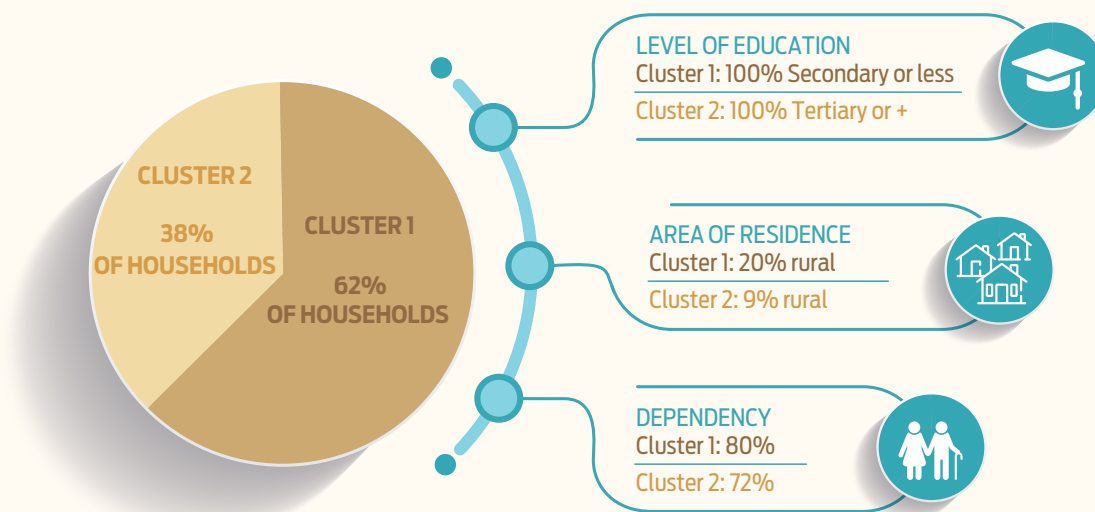 CLUSTER 2
38%
OF HOUSEHOLDS
CLUSTER 1
62%
OF HOUSEHOLDS
LEVEL OF EDUCATION
Cluster 1: 100% Secondary or less
Cluster 2: 100% Tertiary or +
AREA OF RESIDENCE
Cluster 1: 20% rural
Cluster 2: 9% rural
DEPENDENCY
Cluster 1: 80%
Cluster 2: 72%